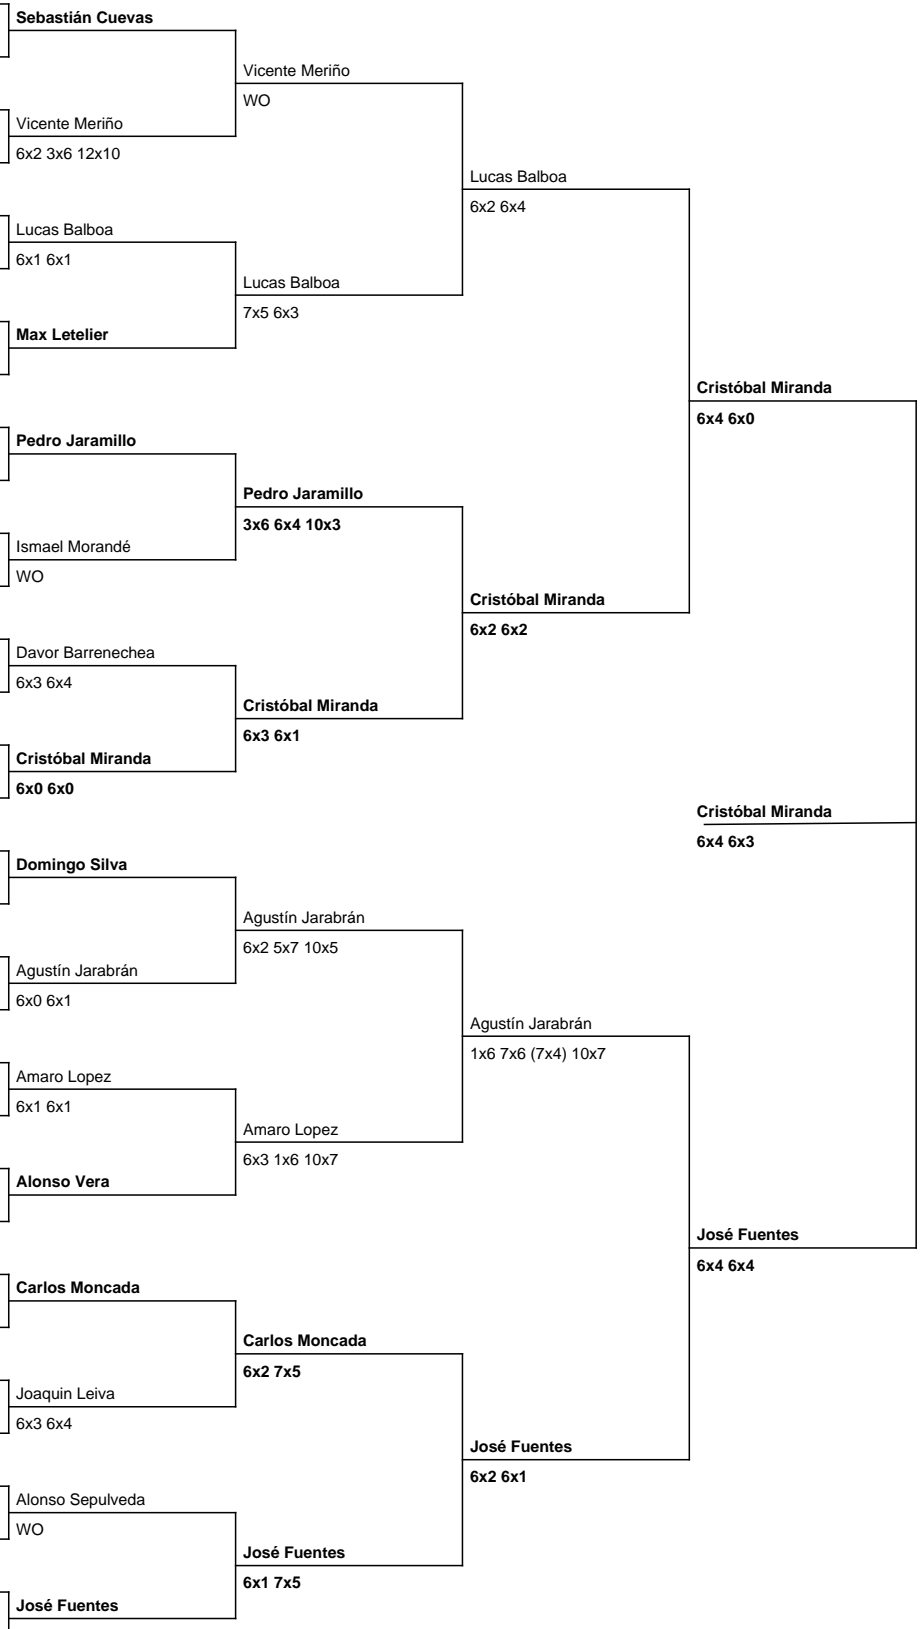 Sebastián Cuevas
Vicente Meriño
WO
Vicente Meriño
6x2 3x6 12x10
Lucas Balboa
6x2 6x4
Lucas Balboa
6x1 6x1
Lucas Balboa
7x5 6x3
Max Letelier
Cristóbal Miranda
6x4 6x0
Pedro Jaramillo
Pedro Jaramillo
3x6 6x4 10x3
Ismael Morandé
WO
Cristóbal Miranda
6x2 6x2
Davor Barrenechea
6x3 6x4
Cristóbal Miranda
6x3 6x1
Cristóbal Miranda
6x0 6x0
Cristóbal Miranda
6x4 6x3
Domingo Silva
Agustín Jarabrán
6x2 5x7 10x5
Agustín Jarabrán
6x0 6x1
Agustín Jarabrán
1x6 7x6 (7x4) 10x7
Amaro Lopez
6x1 6x1
Amaro Lopez
6x3 1x6 10x7
Alonso Vera
José Fuentes
6x4 6x4
Carlos Moncada
Carlos Moncada
6x2 7x5
Joaquin Leiva
6x3 6x4
José Fuentes
6x2 6x1
Alonso Sepulveda
WO
José Fuentes
6x1 7x5
José Fuentes